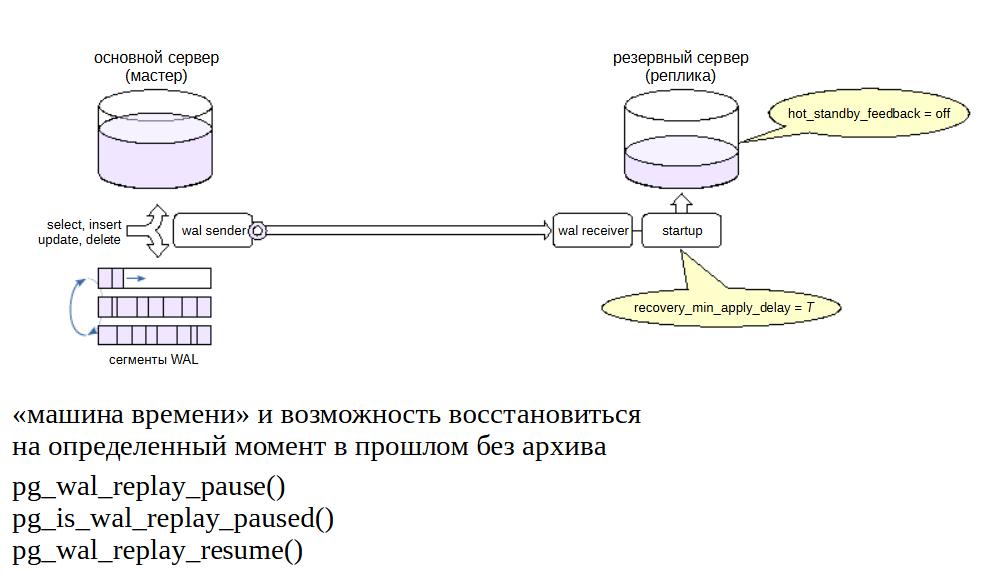 основной сервер
(мастер)
резервный сервер
(реплика)
hot_standby_feedback = off
select, insert
update, delete
wal sender
wal receiver
startup
recovery_min_apply_delay = T
сегменты WAL
«машина времени» и возможность восстановиться
на определенный момент в прошлом без архива
pg_wal_replay_pause()
pg_is_wal_replay_paused()
pg_wal_replay_resume()